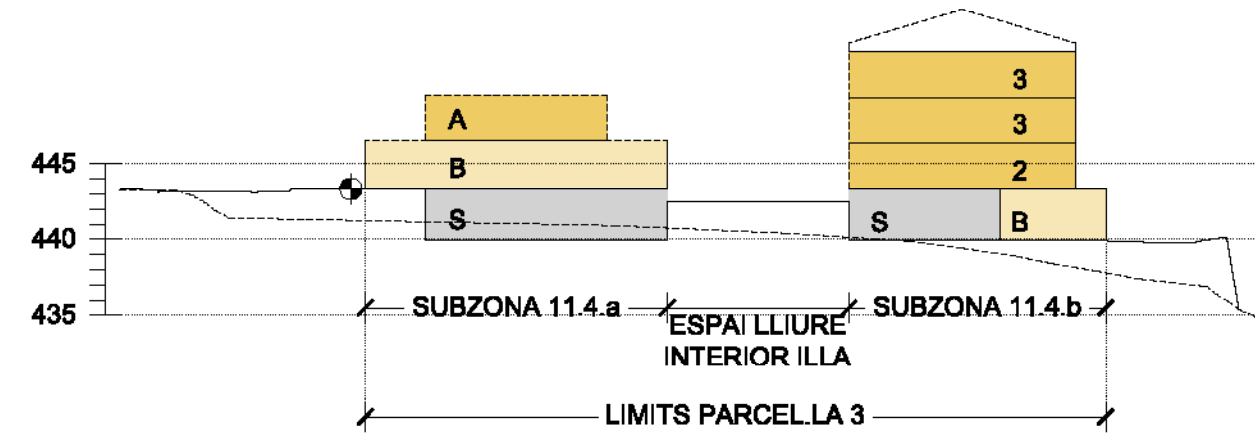 3
A
3
445
B
2
S
S
B
440
SUBZONA 11.4.a
SUBZONA 11.4.b
435
ESPAI LLIURE
INTERIOR ILLA
LIMITS PARCEL.LA 3